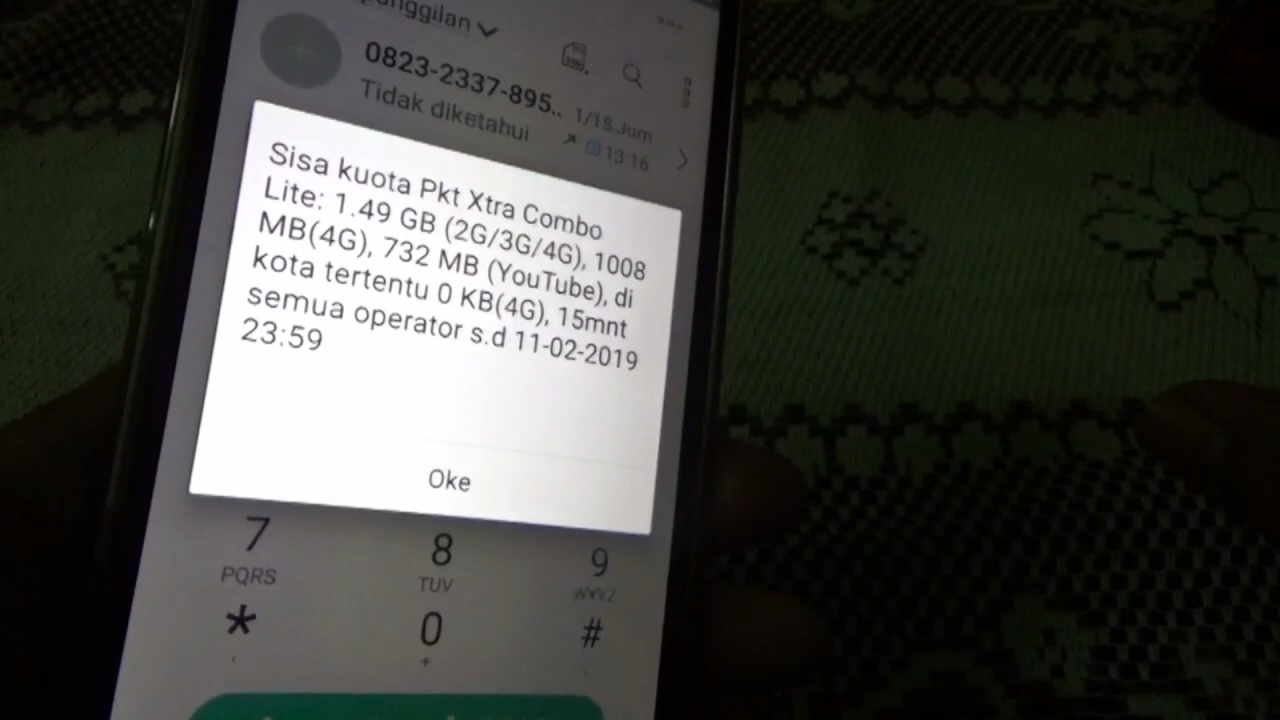 panggilan
0823-2337-895..
1/18 Jum
Tidak diketahui
13:16
Sisa kuota Pkt Xtra Combo
Lite: 1.49 GB (2G/3G/4G), 1008
MB(4G), 732 MB (YouTube), di
kota tertentu 0 KB(4G), 15mnt
semua operator s.d 11-02-2019
23:59
Oke
7
8
9
PQRS
TUV
WXYZ
*
0
#
,
+